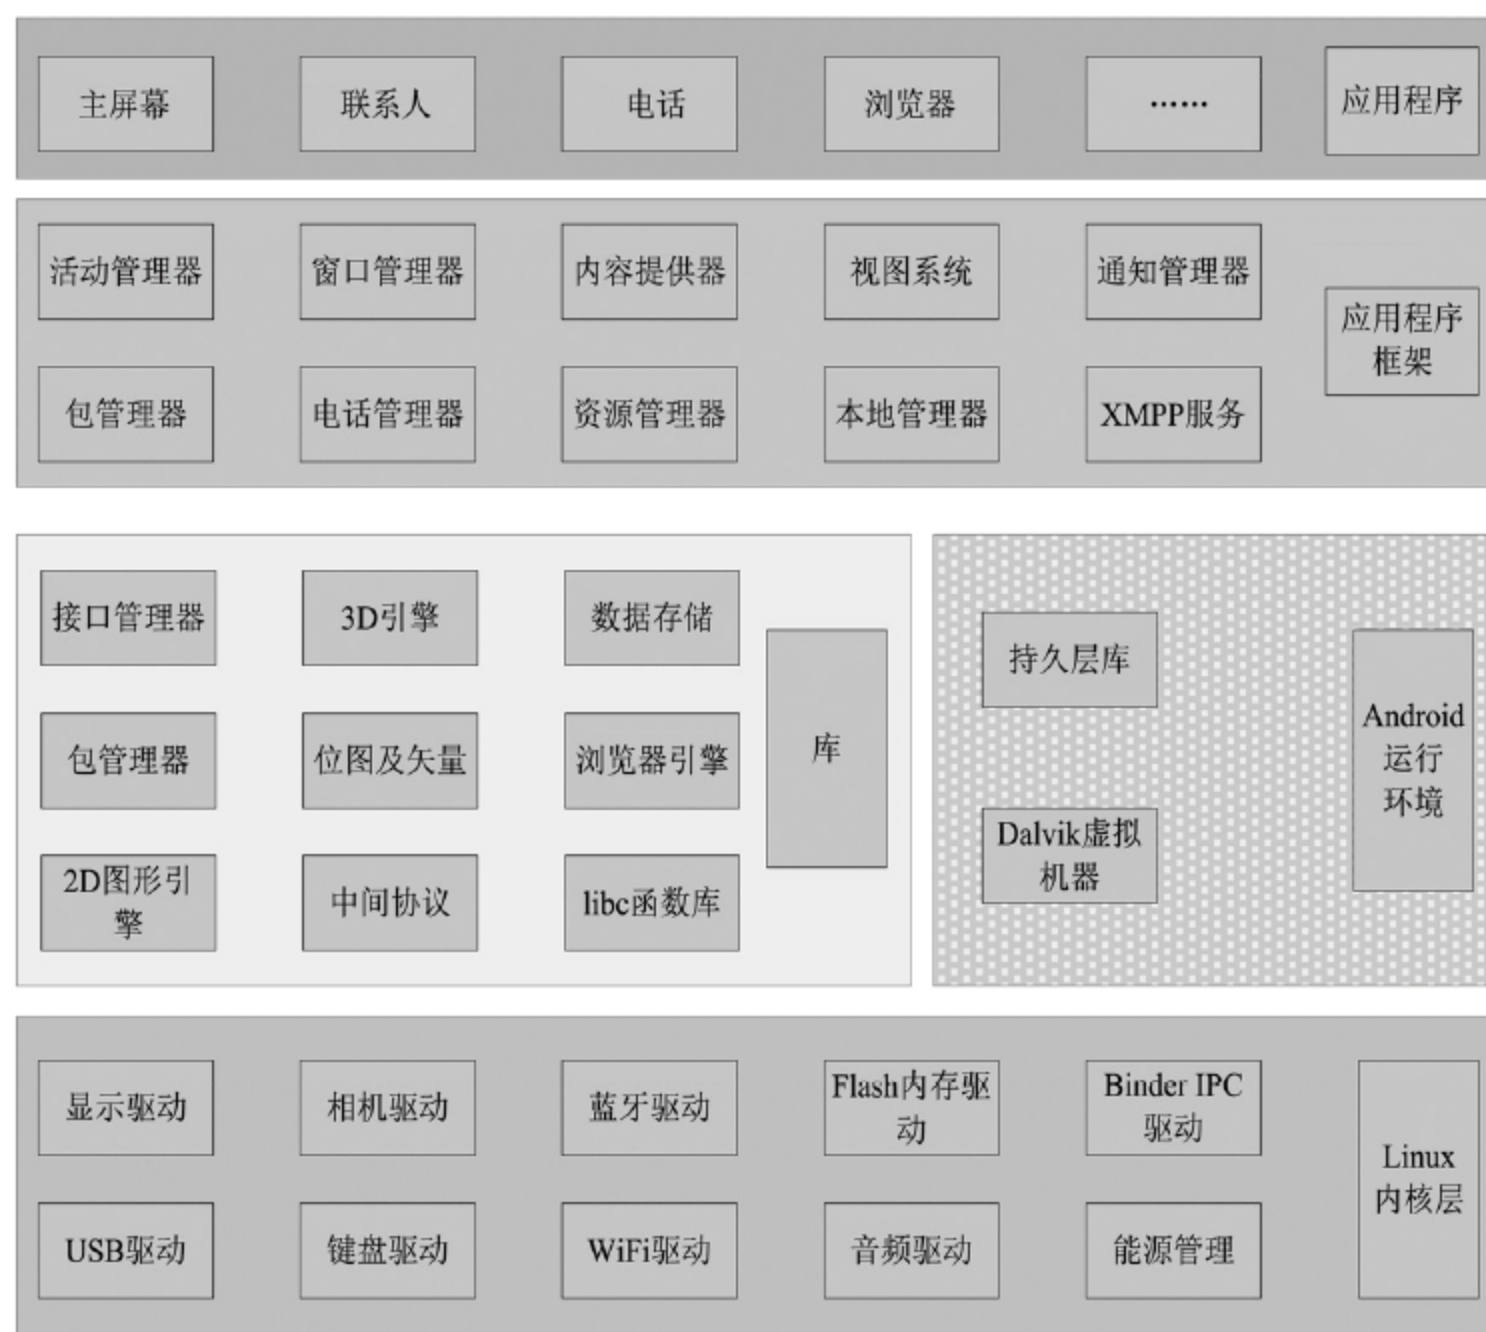 主屏幕
联系人
电话
浏览器
……
应用程序
活动管理器
窗口管理器
内容提供器
视图系统
通知管理器
应用程序
框架
包管理器
电话管理器
资源管理器
本地管理器
XMPP服务
接口管理器
3D引擎
数据存储
包管理器
位图及矢量
浏览器引擎
2D图形引
擎
中间协议
libc函数库
库
持久层库
Dalvik虚拟
机器
Android
运行
环境
显示驱动
相机驱动
蓝牙驱动
Flash内存驱
动
Binder IPC
驱动
USB驱动
键盘驱动
WiFi驱动
音频驱动
能源管理
Linux
内核层